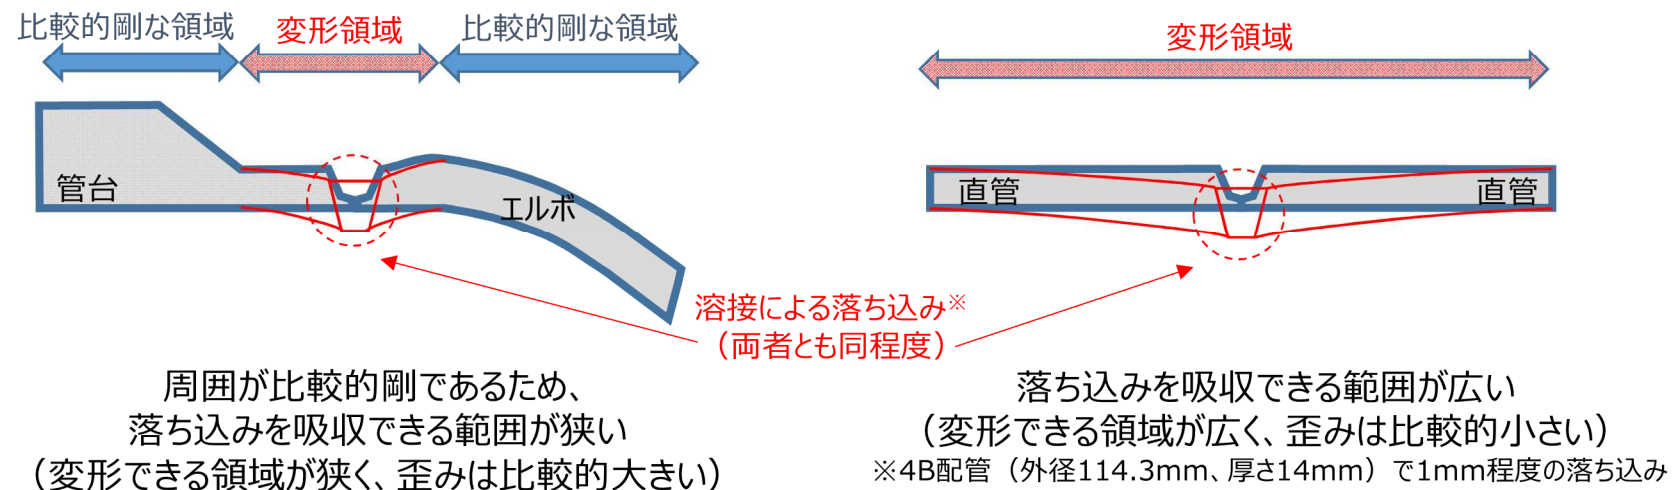 比較的剛な領域
変形領域
比較的剛な領域
変形領域
管台
エルボ
直管
直管
溶接による落ち込み※
（両者とも同程度）
周囲が比較的剛であるため、
落ち込みを吸収できる範囲が狭い
（変形できる領域が狭く、歪みは比較的大きい）
落ち込みを吸収できる範囲が広い
（変形できる領域が広く、歪みは比較的小さい）
※4B配管（外径114.3mm、厚さ14mm）で1mm程度の落ち込み